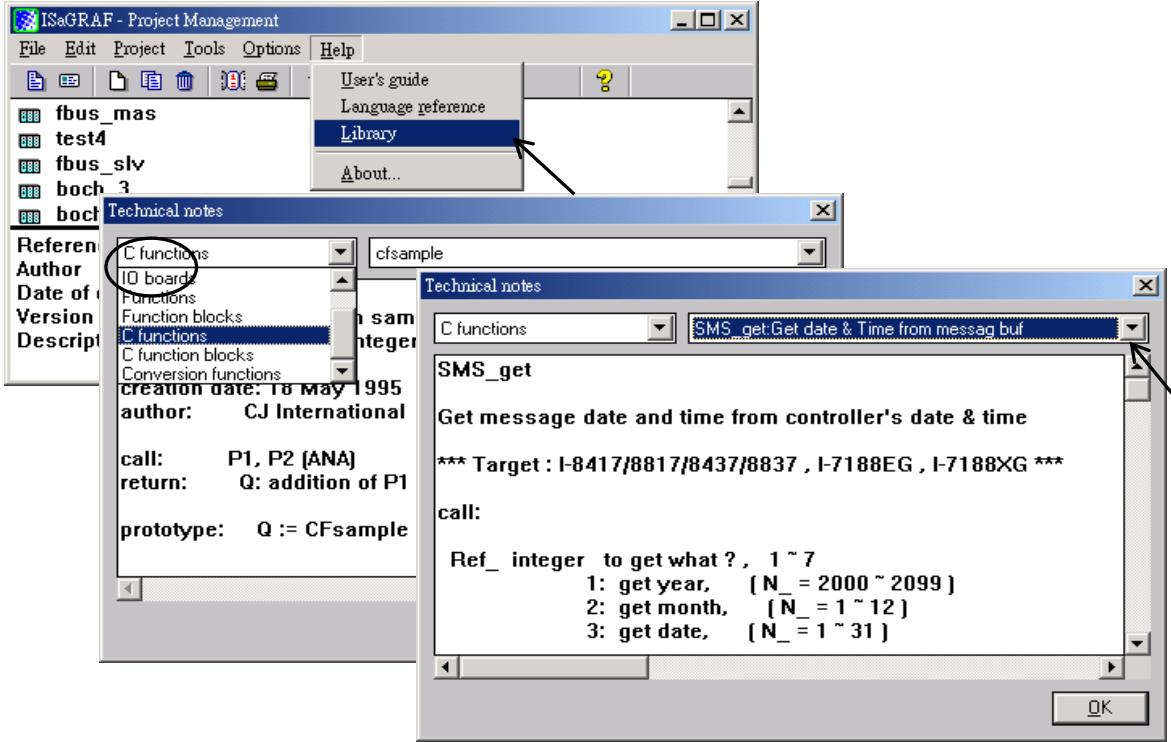 ISaGRAF - Project Management
File Edit Project Tools Options Help
User's guide
Language reference
Library
About...
fbus_mas
test4
fbus_slv
boch_3
boch
Referen
Author
Date of
Version
Descript
Technical notes
C functions
cfsample
IO boards
Functions
Function blocks
C functions
C function blocks
Conversion functions
sam
nteger
creation date: 18 May 1995
author: CJ International
call: P1, P2 (ANA)
return: Q: addition of P1
prototype: Q := CFsample
Technical notes
C functions
SMS_get:Get date & Time from messag buf
SMS_get
Get message date and time from controller's date & time
*** Target : I-8417/8817/8437/8837 , I-7188EG , I-7188XG ***
call:
Ref_ integer to get what ? , 1 ~ 7
1: get year, ( N_ = 2000 ~ 2099 )
2: get month, ( N_ = 1 ~ 12 )
3: get date, ( N_ = 1 ~ 31 )
OK